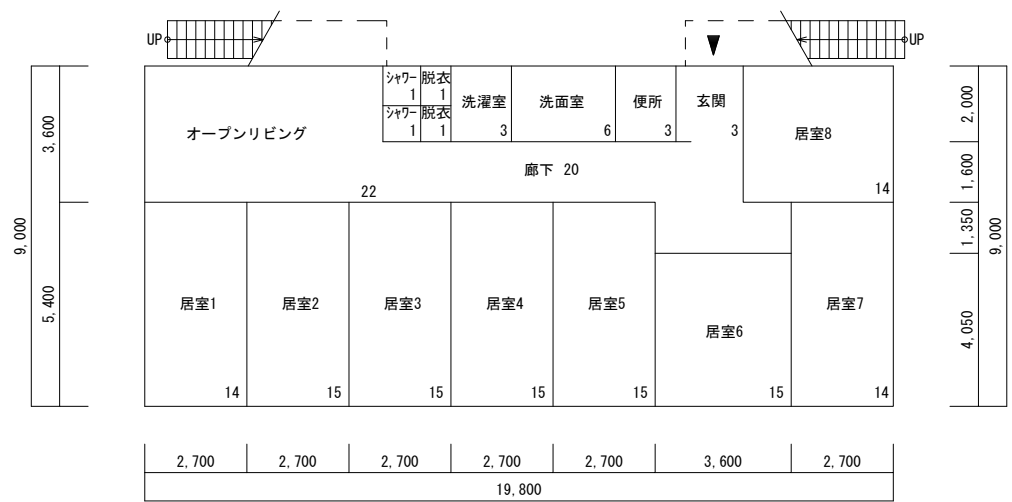 UP
UP
シャワー
1
脱衣
1
シャワー
1
脱衣
1
洗濯室
3
洗面室
6
便所
3
玄関
3
オープンリビング
22
廊下 20
居室8
14
居室1
14
居室2
15
居室3
15
居室4
15
居室5
15
居室6
15
居室7
14
3,600
5,400
9,000
2,000
1,600
1,350
4,050
9,000
2,700
2,700
2,700
2,700
2,700
3,600
2,700
19,800